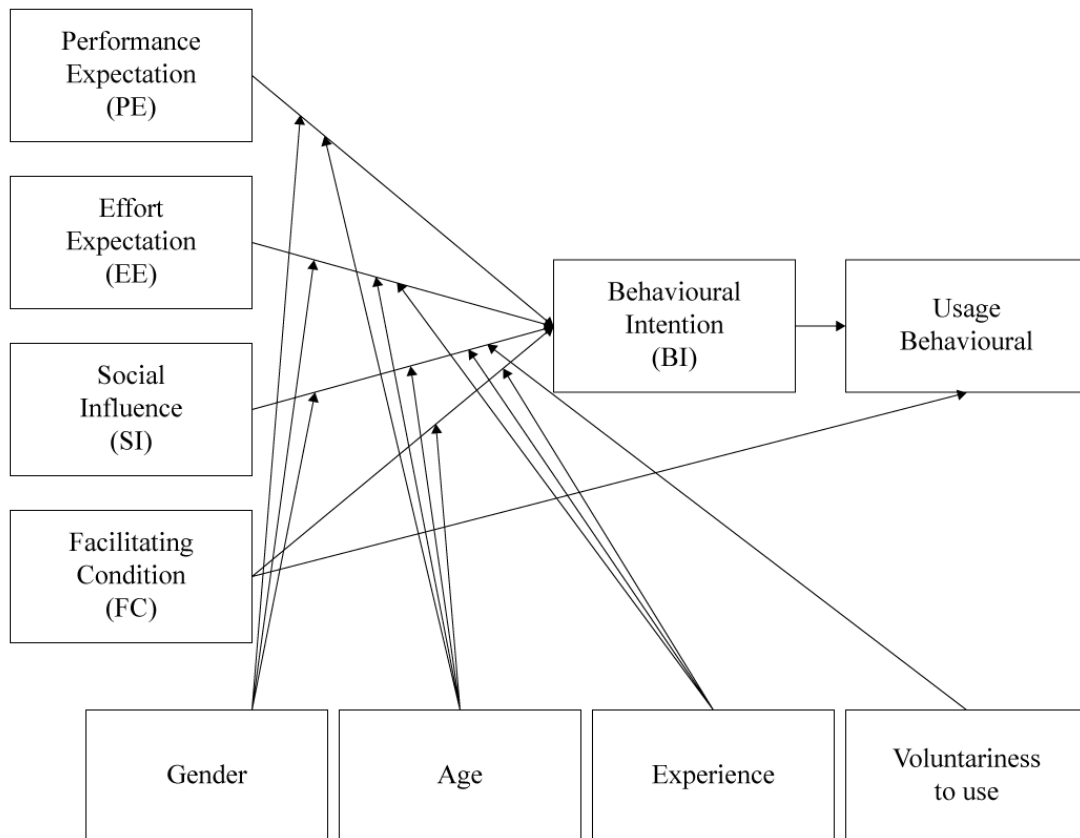 Performance
Expectation
(PE)
Effort
Expectation
(EE)
Social
Influence
(SI)
Facilitating
Condition
(FC)
Behavioural
Intention
(BI)
Usage
Behavioural
Gender
Age
Experience
Voluntariness
to use